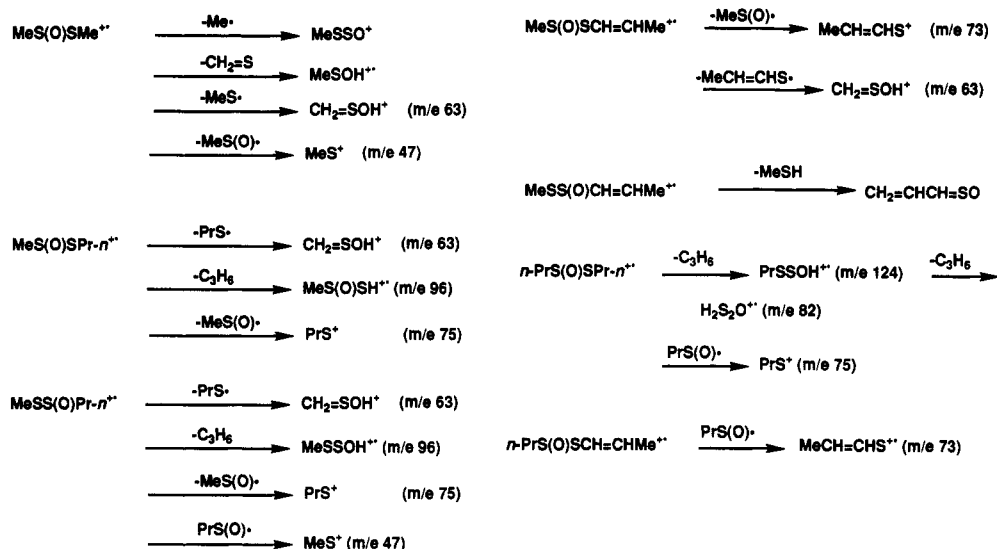 MeS(O)SMe⁺• -Me• MeSSO⁺
-CH₂=S MeSOH⁺•
-MeS• CH₂=SOH⁺ (m/e 63)
-MeS(O)• MeS⁺ (m/e 47)
MeS(O)SPr-n⁺• -PrS• CH₂=SOH⁺ (m/e 63)
-C₃H₆ MeS(O)SH⁺• (m/e 96)
-MeS(O)• PrS⁺ (m/e 75)
MeSS(O)Pr-n⁺• -PrS• CH₂=SOH⁺ (m/e 63)
-C₃H₆ MeSSOH⁺• (m/e 96)
-MeS(O)• PrS⁺ (m/e 75)
PrS(O)• MeS⁺ (m/e 47)
MeS(O)SCH=CHMe⁺• -MeS(O)• MeCH=CHS⁺ (m/e 73)
-MeCH=CHS• CH₂=SOH⁺ (m/e 63)
MeSS(O)CH=CHMe⁺• -MeSH CH₂=CHCH=SO
n-PrS(O)SPr-n⁺• -C₃H₆ PrSSOH⁺• (m/e 124) -C₃H₆
H₂S₂O⁺• (m/e 82)
PrS(O)• PrS⁺ (m/e 75)
n-PrS(O)SCH=CHMe⁺• PrS(O)• MeCH=CHS⁺• (m/e 73)